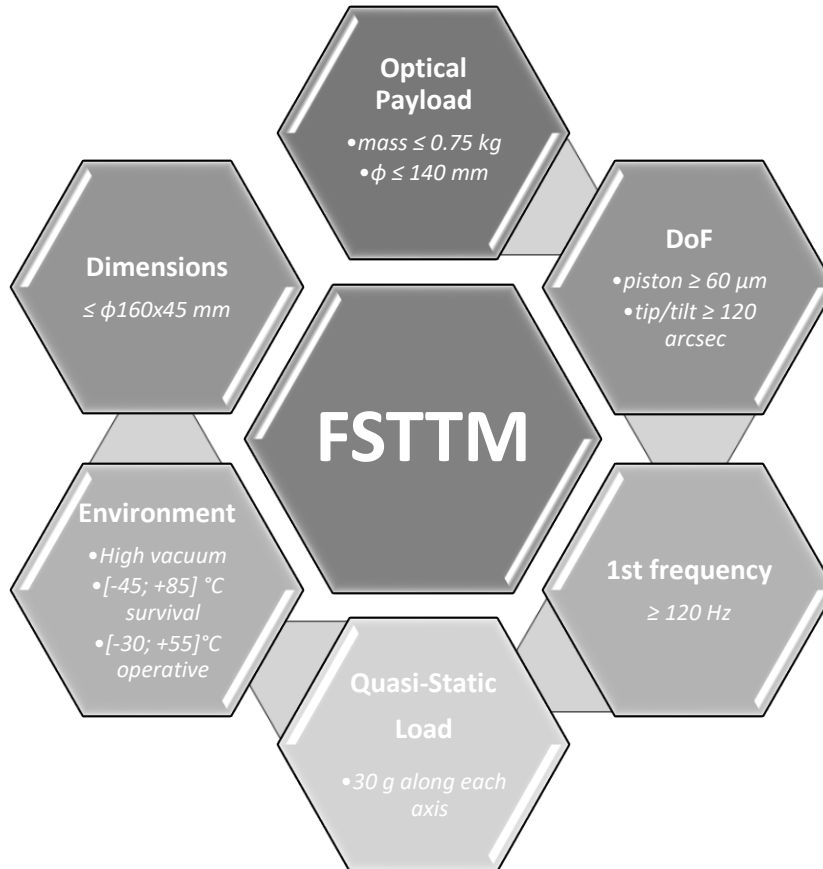 Optical
Payload
•mass ≤ 0.75 kg
•ϕ ≤ 140 mm
DoF
•piston ≥ 60 μm
•tip/tilt ≥ 120
arcsec
1st frequency
≥ 120 Hz
Quasi-Static
Load
•30 g along each
axis
Environment
•High vacuum
•[-45; +85] °C
survival
•[-30; +55]°C
operative
Dimensions
≤ ϕ160x45 mm
FSTTM